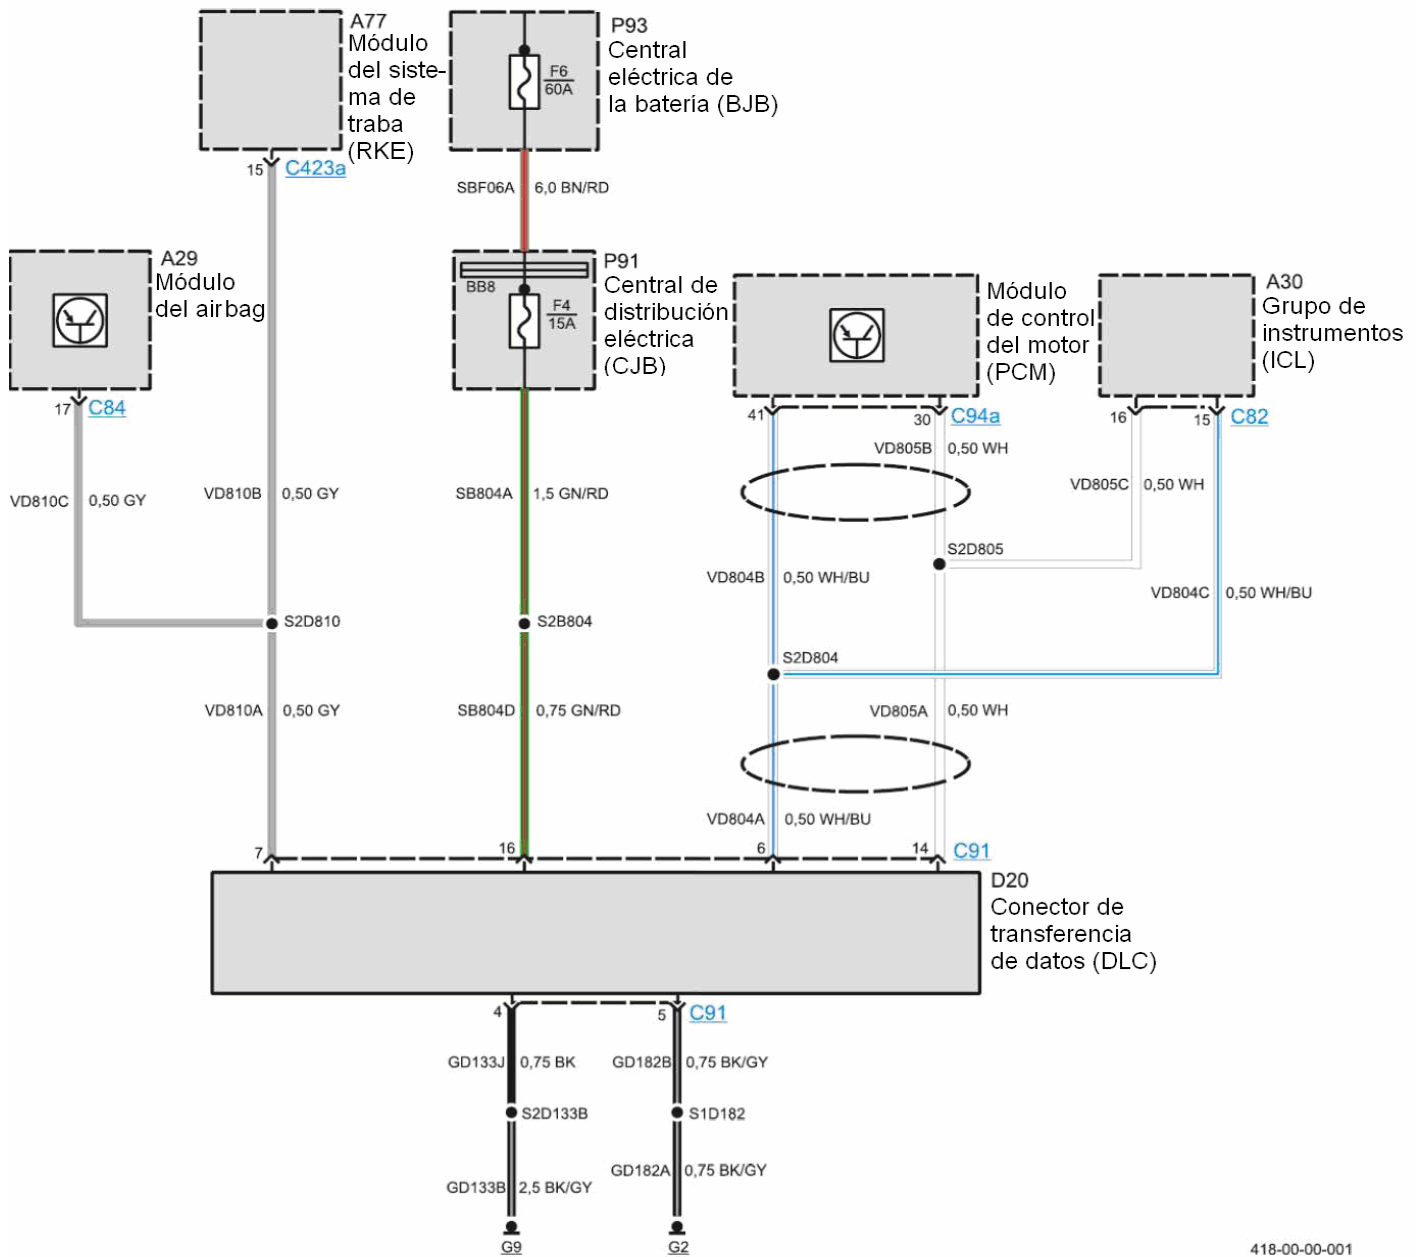 A77
Módulo
del siste-
ma de
traba
(RKE)
15
C423a
P93
Central
eléctrica de
la batería (BJB)
F6
60A
SBF06A
6,0 BN/RD
A29
Módulo
del airbag
17
C84
P91
Central de
distribución
eléctrica
(CJB)
BB8
F4
15A
Módulo
de control
del motor
(PCM)
41
30
C94a
A30
Grupo de
instrumentos
(ICL)
16
15
C82
VD805B
0,50 WH
VD805C
0,50 WH
VD810C
0,50 GY
VD810B
0,50 GY
SB804A
1,5 GN/RD
S2D805
VD804B
0,50 WH/BU
VD804C
0,50 WH/BU
S2D810
S2B804
S2D804
VD810A
0,50 GY
SB804D
0,75 GN/RD
VD805A
0,50 WH
VD804A
0,50 WH/BU
7
16
6
14
C91
D20
Conector de
transferencia
de datos (DLC)
4
5
C91
GD133J
0,75 BK
GD182B
0,75 BK/GY
S2D133B
S1D182
GD133B
2,5 BK/GY
GD182A
0,75 BK/GY
G9
G2
418-00-00-001